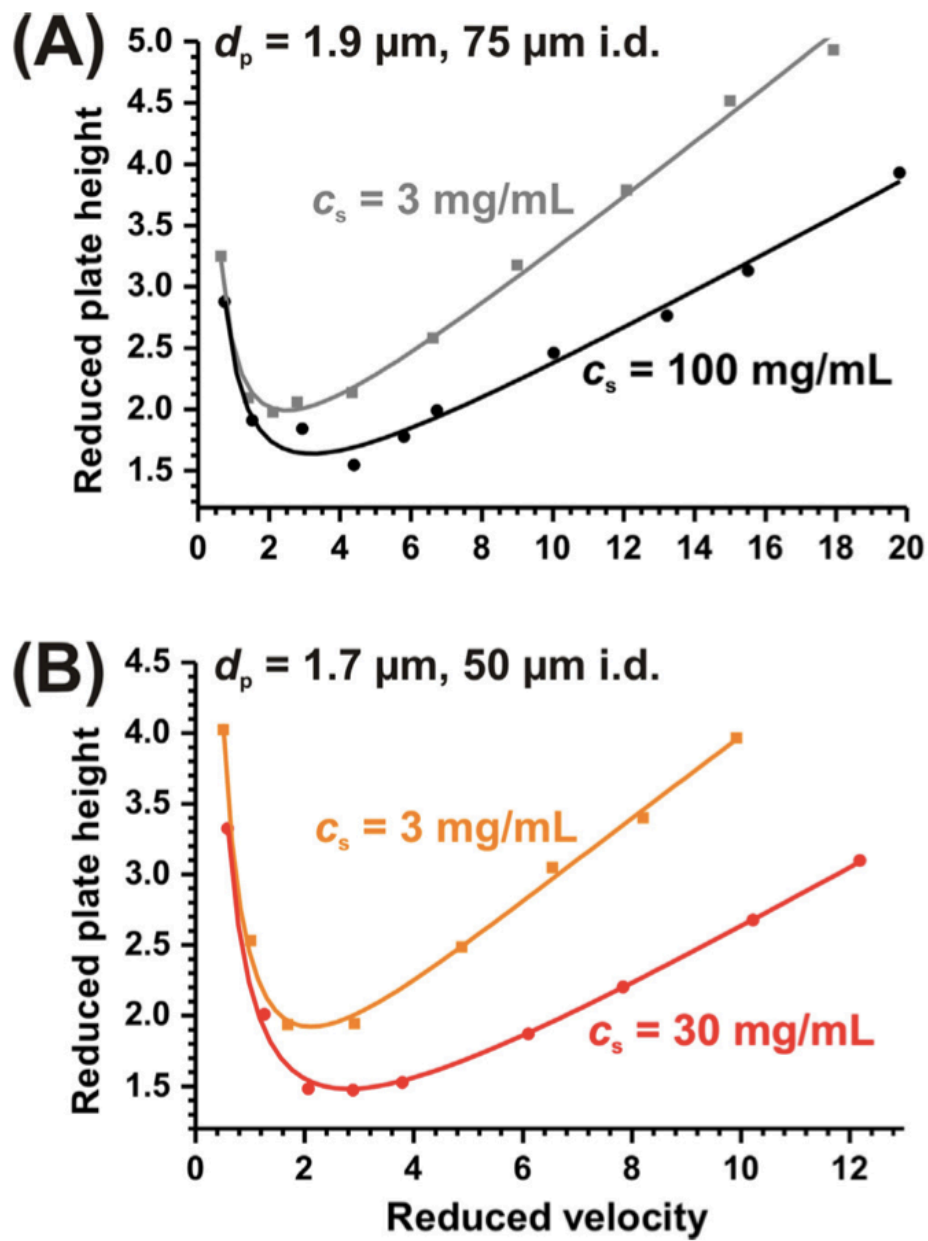 (A)
dp = 1.9 µm, 75 µm i.d.
5.0
4.5
4.0
3.5
3.0
2.5
2.0
1.5
Reduced plate height
cs = 3 mg/mL
cs = 100 mg/mL
0 2 4 6 8 10 12 14 16 18 20
(B)
dp = 1.7 µm, 50 µm i.d.
4.5
4.0
3.5
3.0
2.5
2.0
1.5
Reduced plate height
cs = 3 mg/mL
cs = 30 mg/mL
0 2 4 6 8 10 12
Reduced velocity